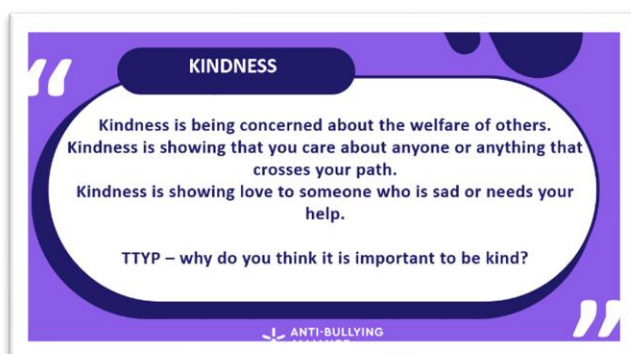 KINDNESS
Kindness is being concerned about the welfare of others.
Kindness is showing that you care about anyone or anything that
crosses your path.
Kindness is showing love to someone who is sad or needs your
help.
TTYP – why do you think it is important to be kind?
ANTI-BULLYING